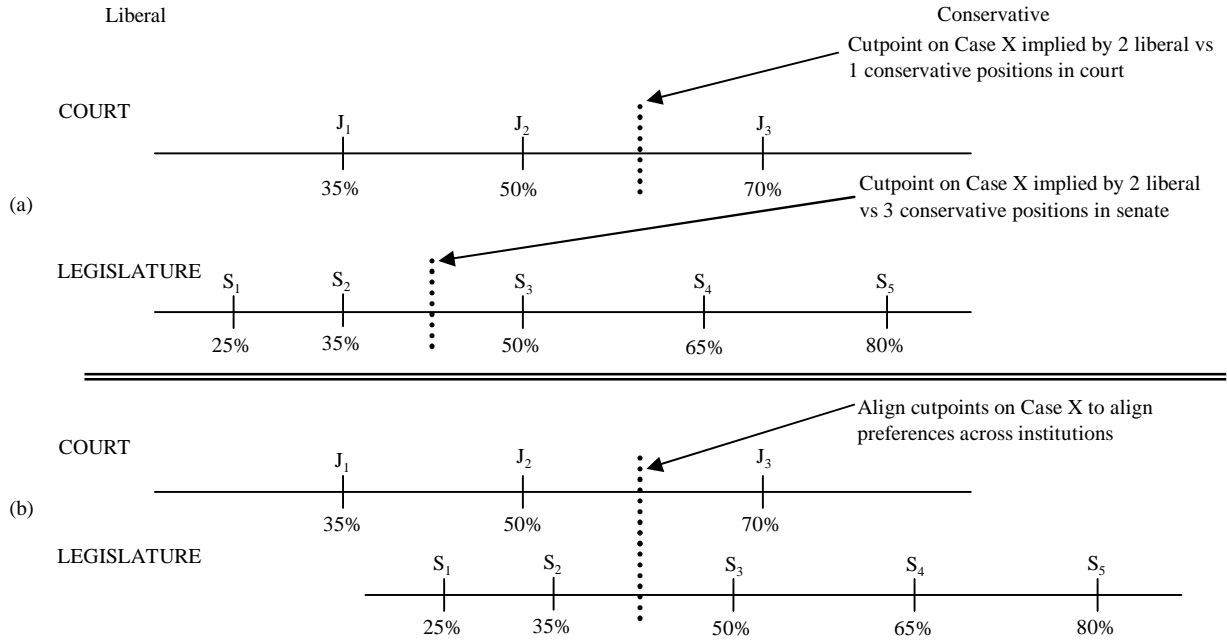 Liberal
Conservative
Cutpoint on Case X implied by 2 liberal vs
1 conservative positions in court
COURT
J1 J2 J3
35% 50% 70%
(a)
Cutpoint on Case X implied by 2 liberal
vs 3 conservative positions in senate
LEGISLATURE
S1 S2 S3 S4 S5
25% 35% 50% 65% 80%
Align cutpoints on Case X to align
preferences across institutions
COURT
J1 J2 J3
35% 50% 70%
(b)
LEGISLATURE
S1 S2 S3 S4 S5
25% 35% 50% 65% 80%